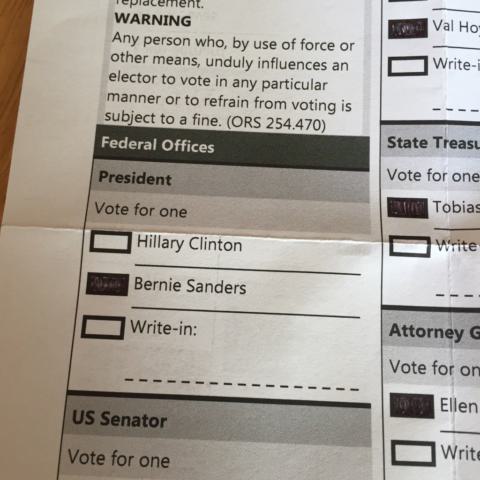 replacement.
WARNING
Any person who, by use of force or
other means, unduly influences an
elector to vote in any particular
manner or to refrain from voting is
subject to a fine. (ORS 254.470)
Federal Offices
President
Vote for one
Hillary Clinton
Bernie Sanders
Write-in:
US Senator
Vote for one
Val Hoy
Write-i
State Treasu
Vote for one
Tobias
Write
Attorney G
Vote for on
Ellen
Write